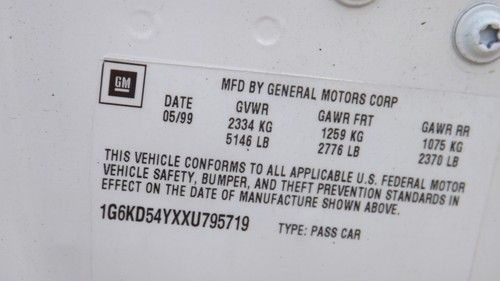 GM
MFD BY GENERAL MOTORS CORP
DATE GVWR GAWR FRT GAWR RR
05/99 2334 KG 1259 KG 1075 KG
5146 LB 2776 LB 2370 LB
THIS VEHICLE CONFORMS TO ALL APPLICABLE U.S. FEDERAL MOTOR
VEHICLE SAFETY, BUMPER, AND THEFT PREVENTION STANDARDS IN
EFFECT ON THE DATE OF MANUFACTURE SHOWN ABOVE.
1G6KD54YXXU795719 TYPE: PASS CAR